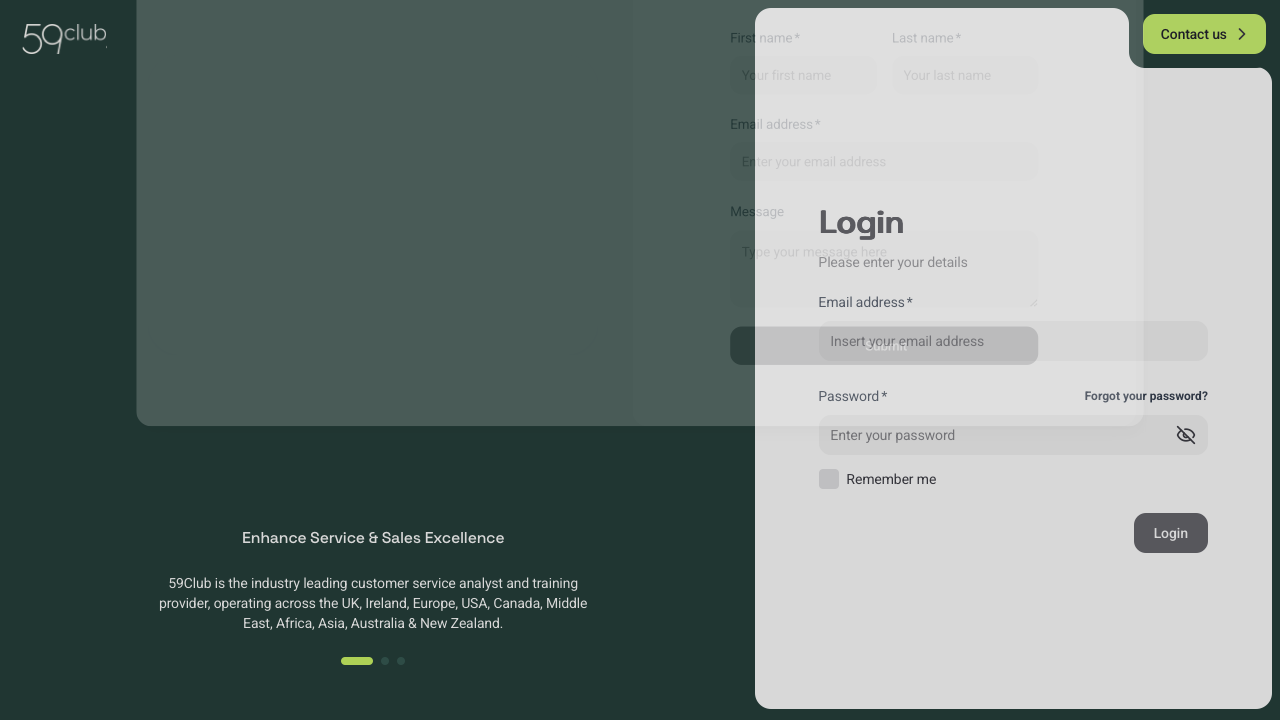 59club
Contact us
First name*
Last name*
Your first name
Your last name
Email address*
Enter your email address
Message
Type your message here
Submit
Login
Please enter your details
Email address*
Insert your email address
Password*
Forgot your password?
Enter your password
Remember me
Login
Enhance Service & Sales Excellence
59Club is the industry leading customer service analyst and training
provider, operating across the UK, Ireland, Europe, USA, Canada, Middle
East, Africa, Asia, Australia & New Zealand.